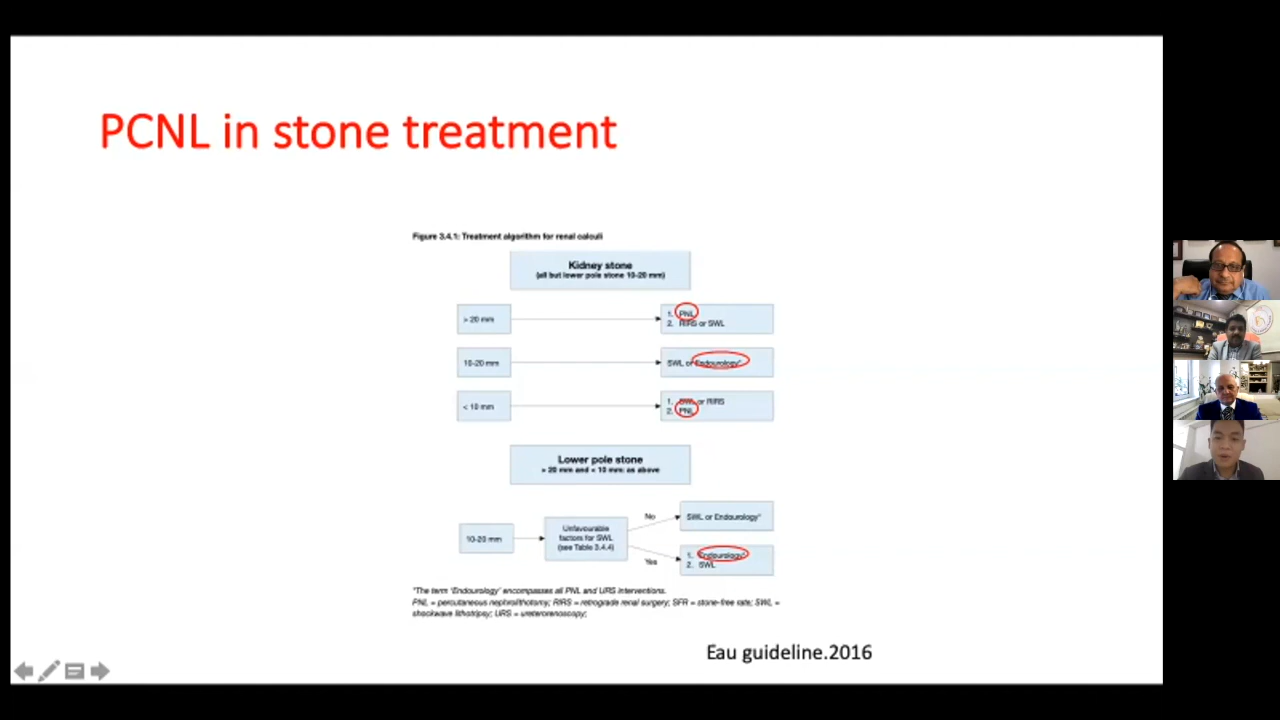 PCNL in stone treatment
Figure 3.4.1: Treatment algorithm for renal calculi
Kidney stone
(all but lower pole stone 10-20 mm)
> 20 mm
1. PNL
2. RIRS or SWL
10-20 mm
SWL or Endourology*
< 10 mm
1. SWL or RIRS
2. PNL
Lower pole stone
> 20 mm and < 10 mm: as above
10-20 mm
Unfavourable
factors for SWL
(see Table 3.4.4)
No
SWL or Endourology*
Yes
1. Endourology*
2. SWL
*The term 'Endourology' encompasses all PNL and URS interventions.
PNL = percutaneous nephrolithotomy; RIRS = retrograde renal surgery; SFR = stone-free rate; SWL =
shockwave lithotripsy; URS = ureterorenoscopy;
Eau guideline.2016